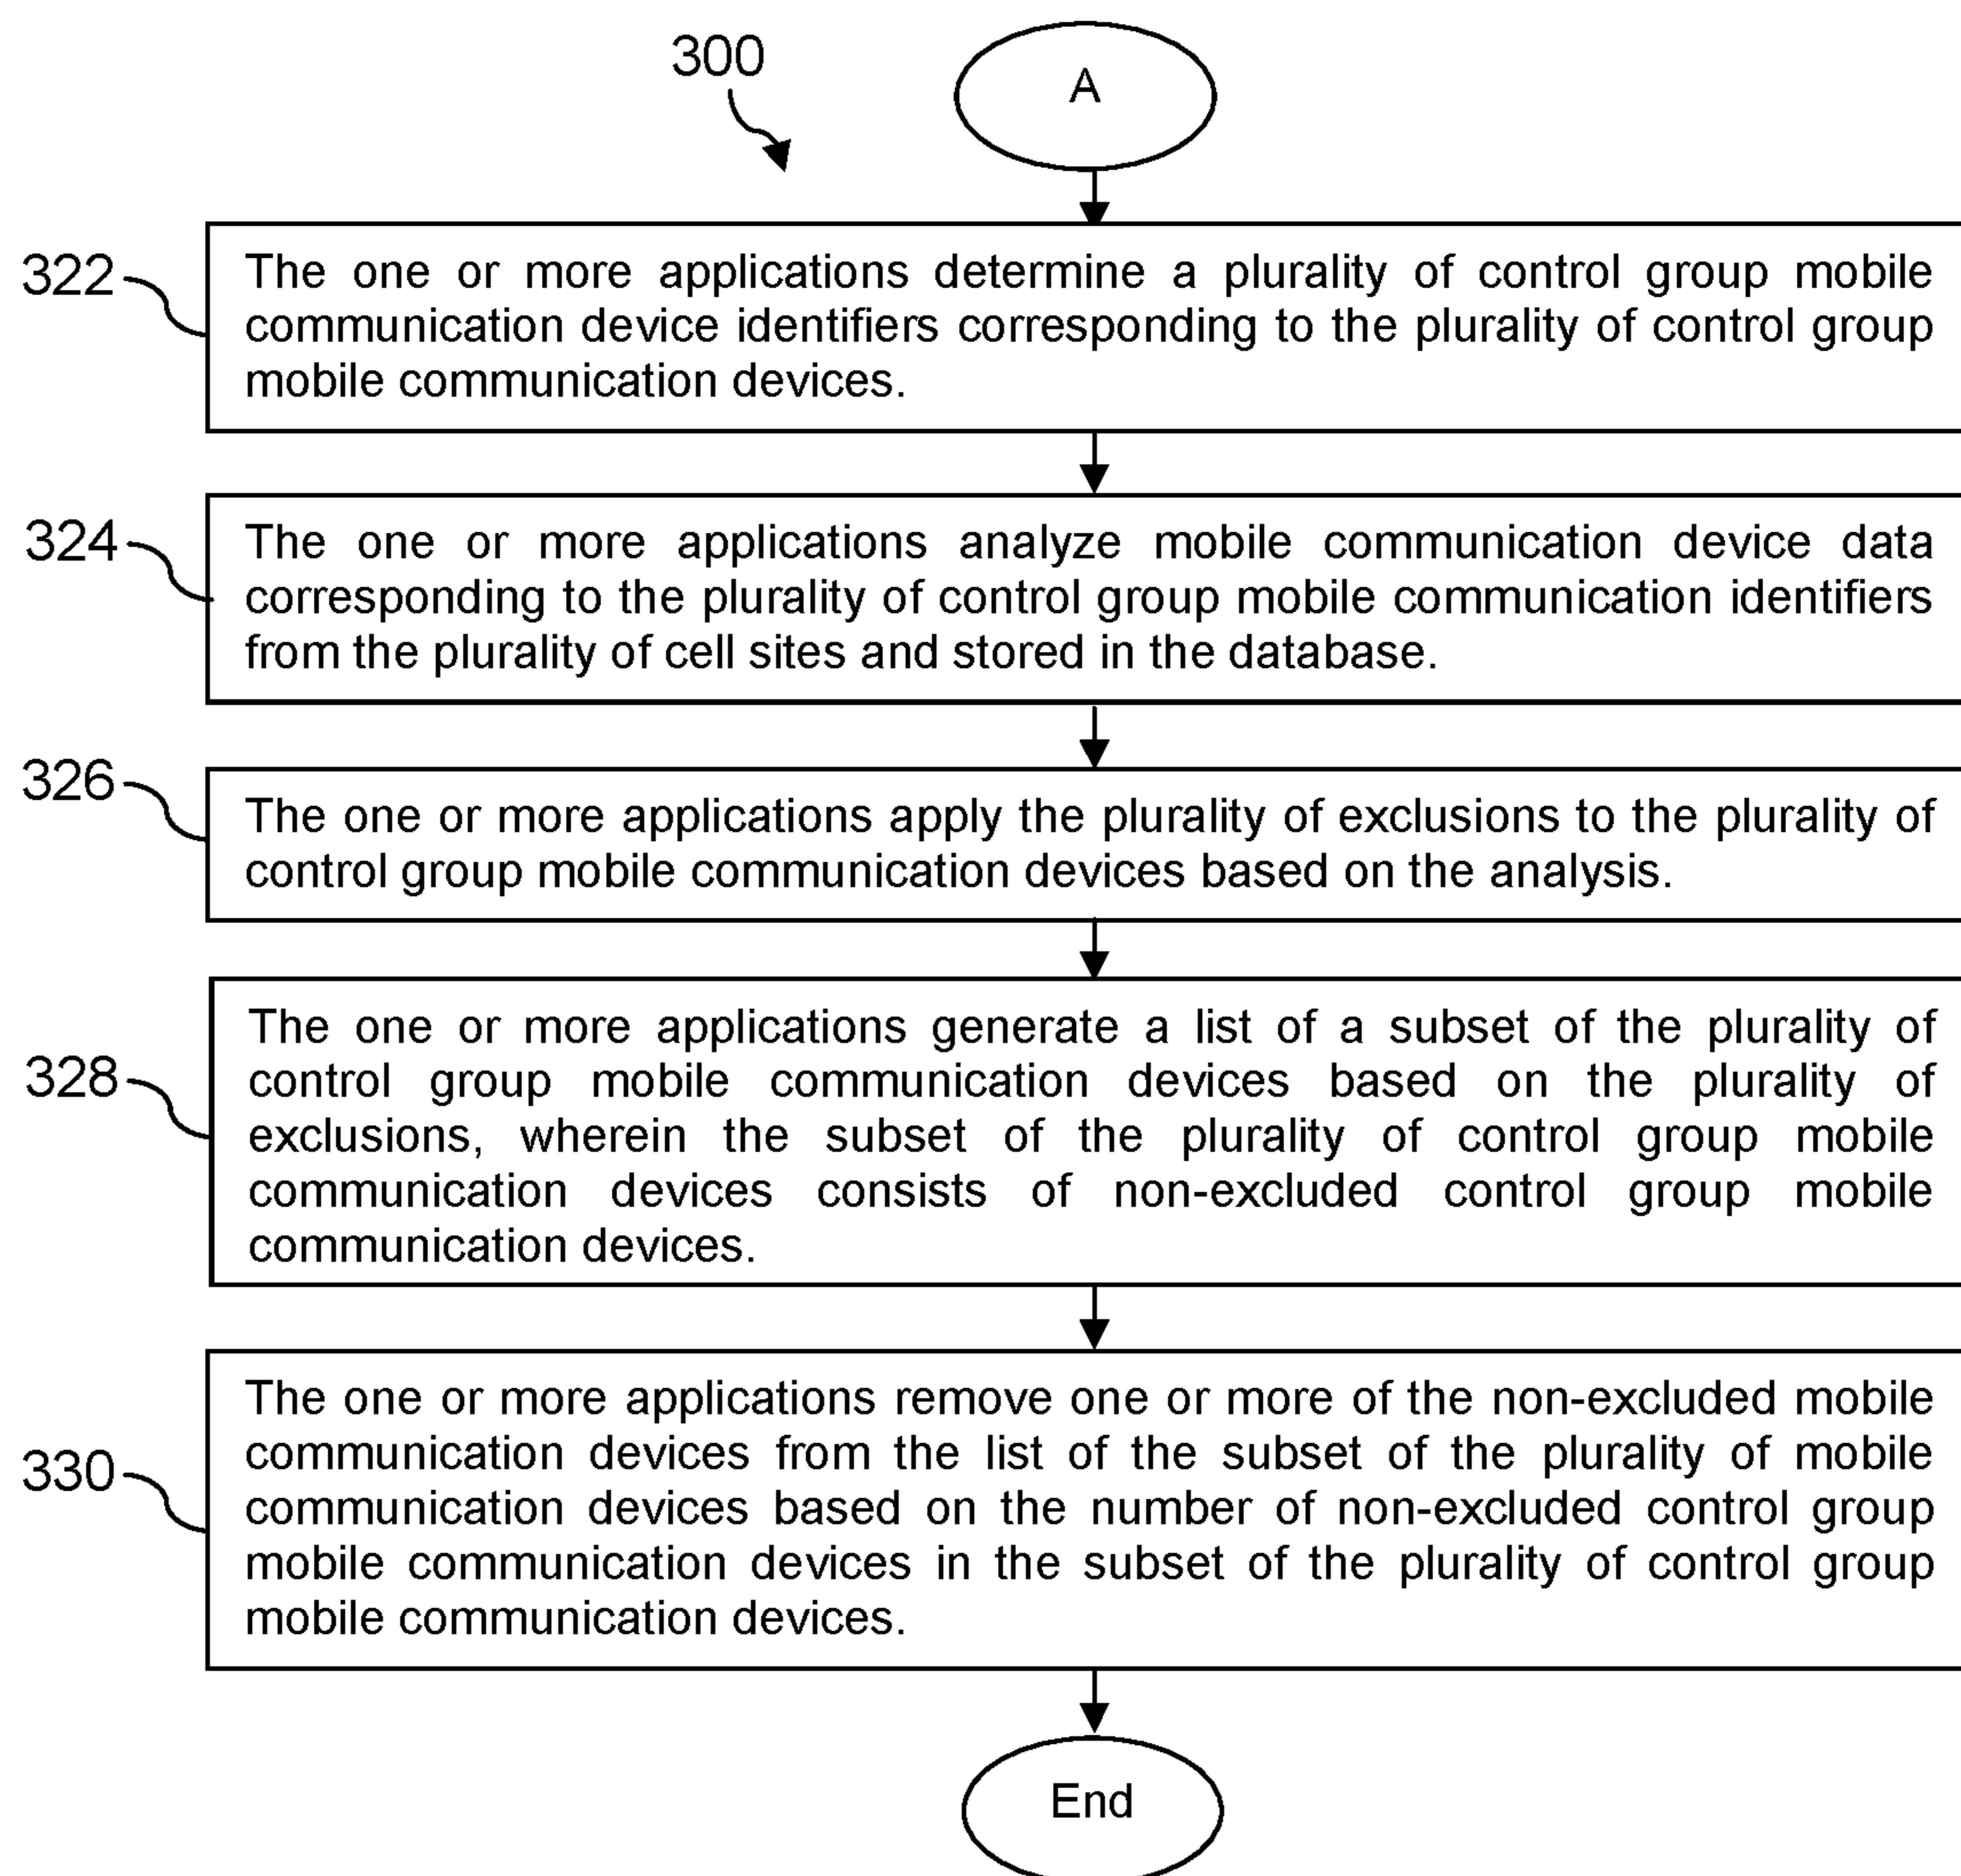 300
A
322
The one or more applications determine a plurality of control group mobile
communication device identifiers corresponding to the plurality of control group
mobile communication devices.
324
The one or more applications analyze mobile communication device data
corresponding to the plurality of control group mobile communication identifiers
from the plurality of cell sites and stored in the database.
326
The one or more applications apply the plurality of exclusions to the plurality of
control group mobile communication devices based on the analysis.
328
The one or more applications generate a list of a subset of the plurality of
control group mobile communication devices based on the plurality of
exclusions, wherein the subset of the plurality of control group mobile
communication devices consists of non-excluded control group mobile
communication devices.
330
The one or more applications remove one or more of the non-excluded mobile
communication devices from the list of the subset of the plurality of mobile
communication devices based on the number of non-excluded control group
mobile communication devices in the subset of the plurality of control group
mobile communication devices.
End